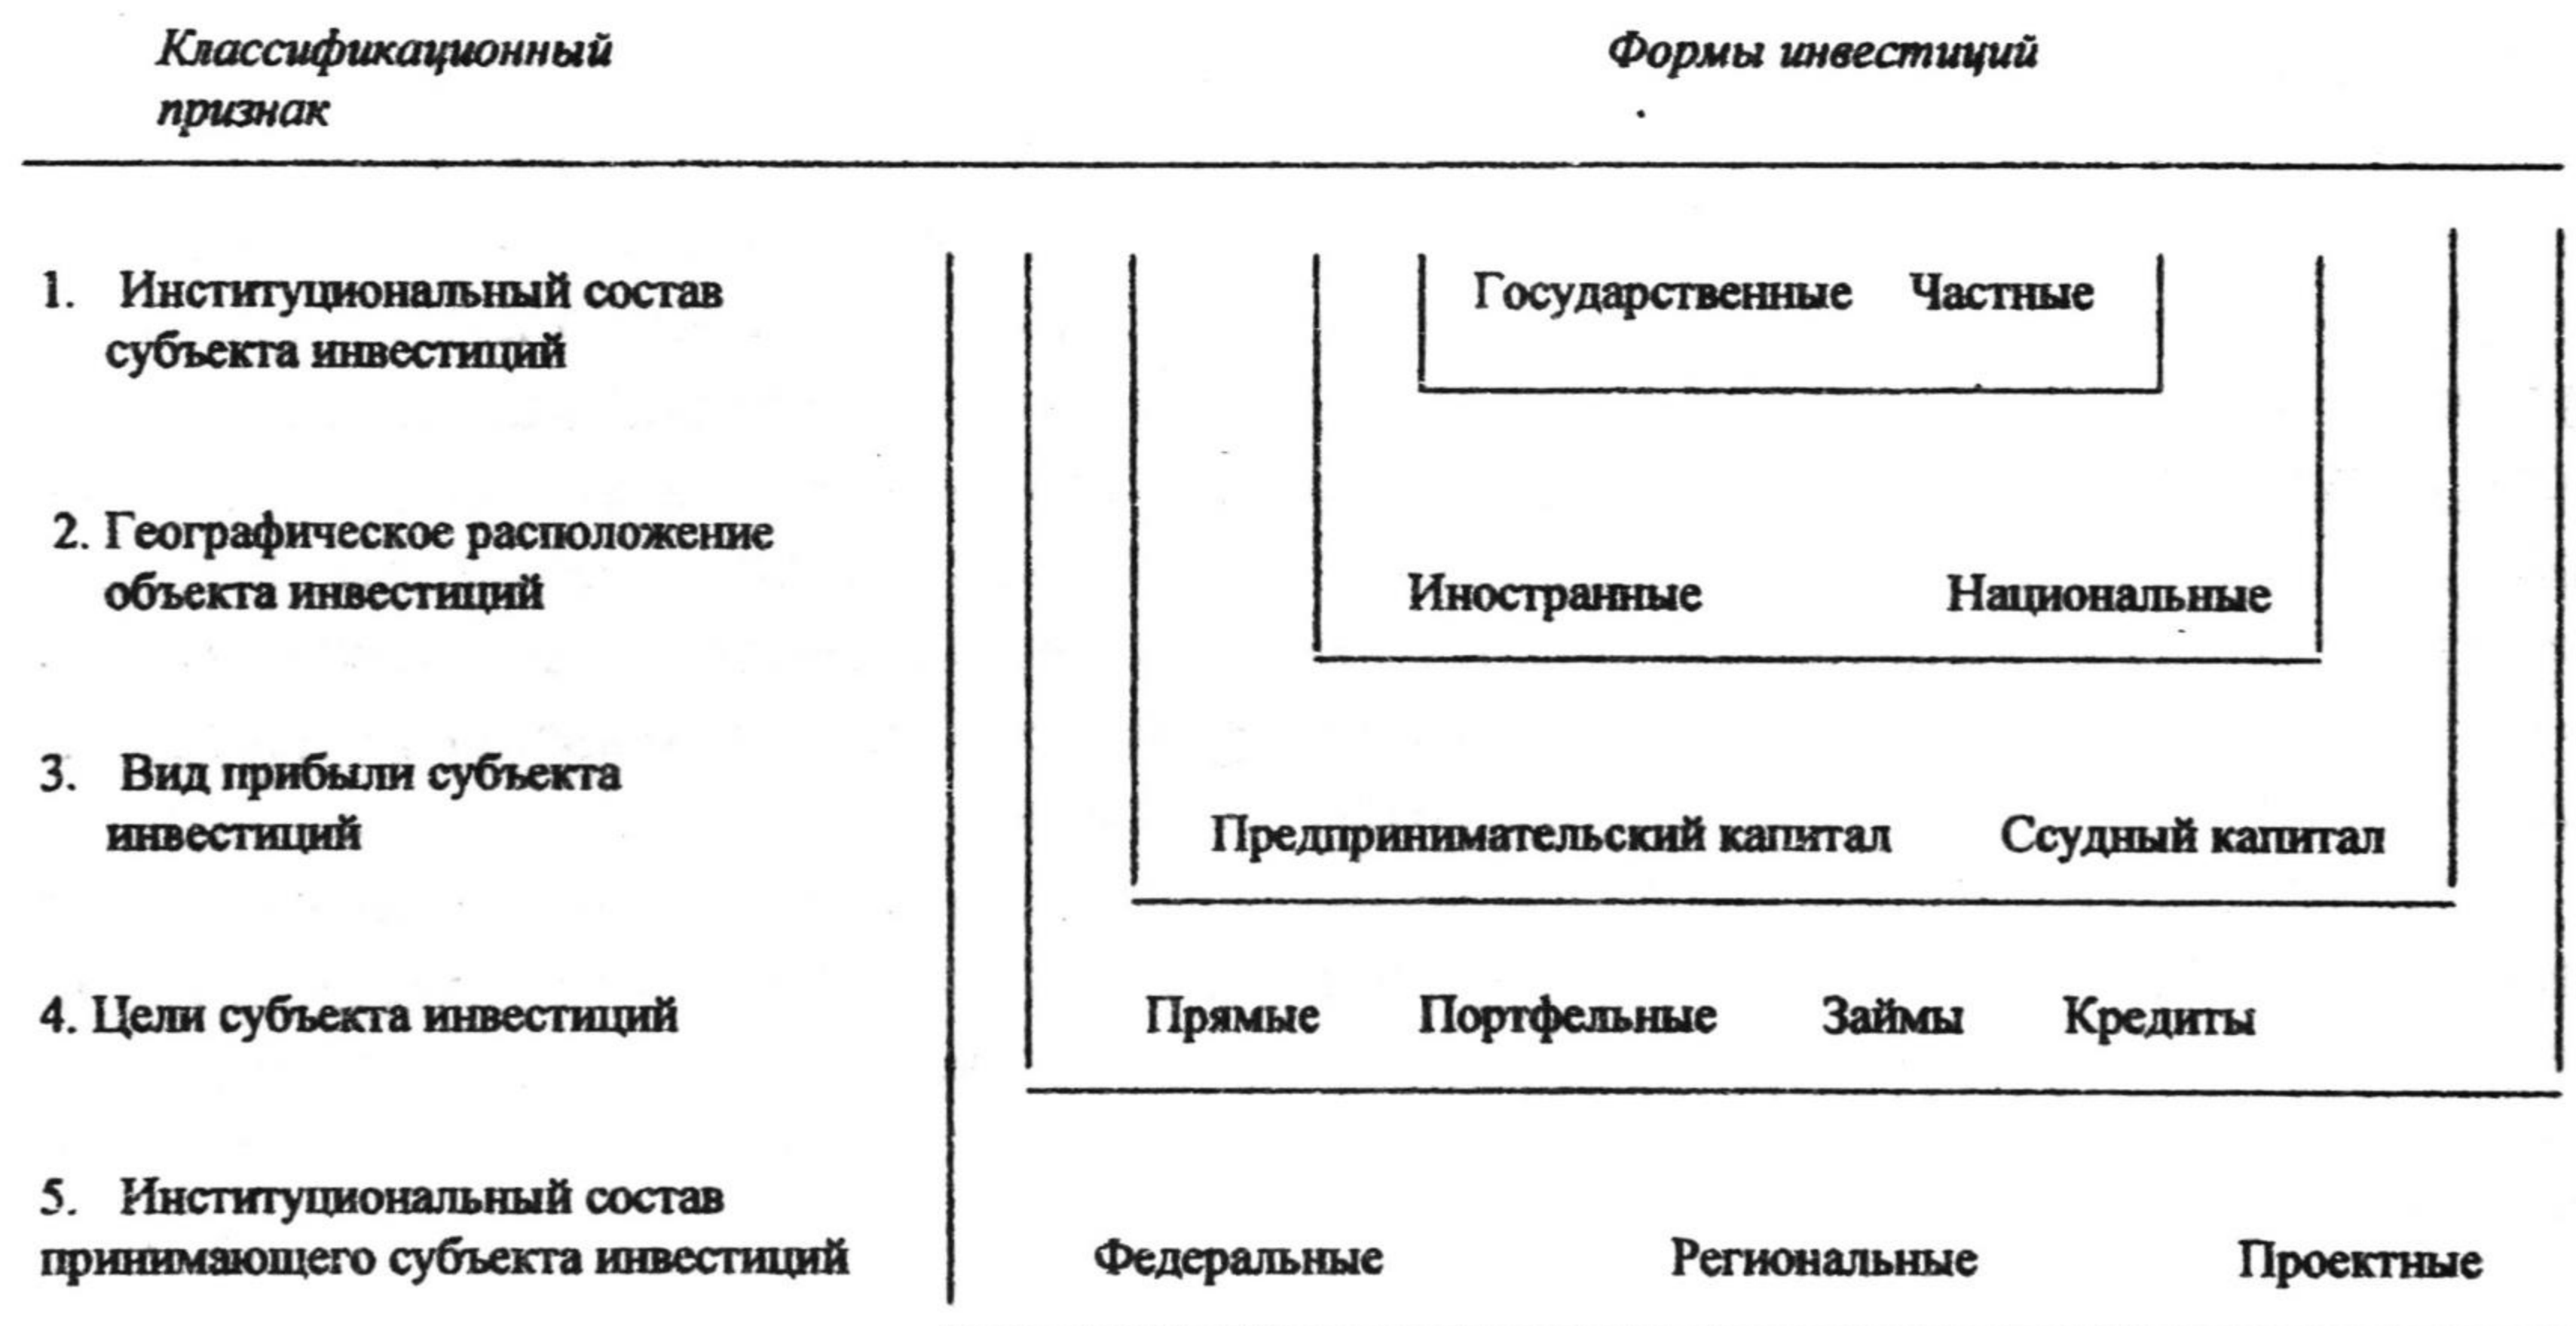 Классификационный
признак
Формы инвестиций
1. Институциональный состав
субъекта инвестиций
Государственные Частные
2. Географическое расположение
объекта инвестиций
Иностранные Национальные
3. Вид прибыли субъекта
инвестиций
Предпринимательский капитал Ссудный капитал
4. Цели субъекта инвестиций
Прямые Портфельные Займы Кредиты
5. Институциональный состав
принимающего субъекта инвестиций
Федеральные Региональные Проектные